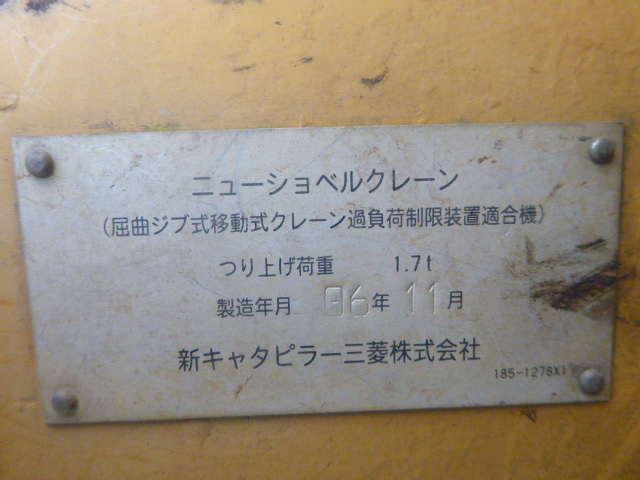 ニューショベルクレーン
(屈曲ジブ式移動式クレーン過負荷制限装置適合機)
つり上げ荷重 1.7t
製造年月 06年 11月
新キャタピラー三菱株式会社
185-1278X1